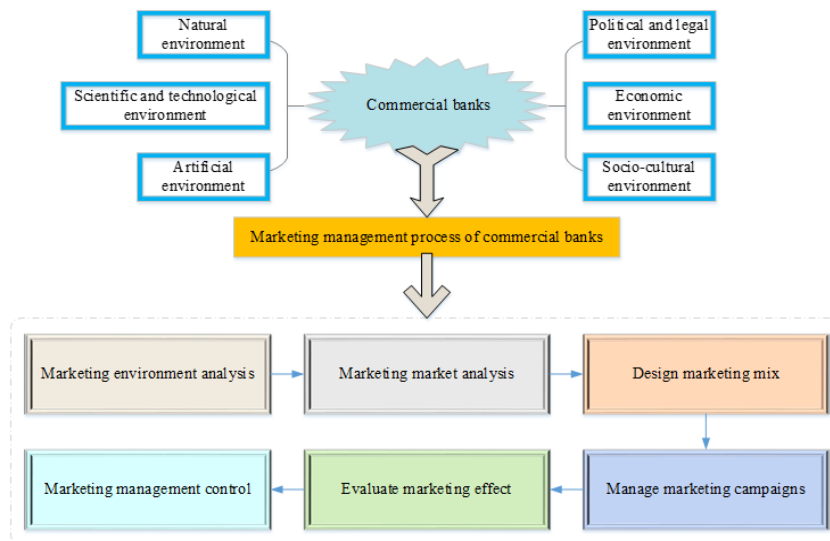 Natural
environment
Political and legal
environment
Scientific and technological
environment
Commercial banks
Economic
environment
Artificial
environment
Socio-cultural
environment
Marketing management process of commercial banks
Marketing environment analysis
Marketing market analysis
Design marketing mix
Marketing management control
Evaluate marketing effect
Manage marketing campaigns